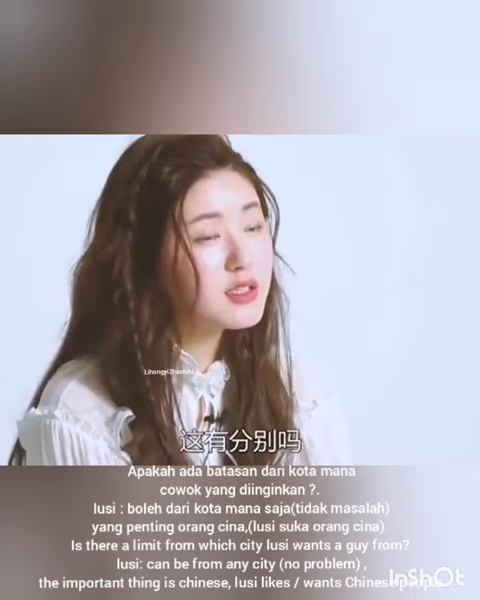 LihongyiZhaolusi
这有分别吗
Apakah ada batasan dari kota mana
cowok yang diinginkan ?.
lusi : boleh dari kota mana saja(tidak masalah)
yang penting orang cina,(lusi suka orang cina)
Is there a limit from which city lusi wants a guy from?
lusi: can be from any city (no problem) ,
the important thing is chinese, lusi likes / wants Chinese people
InShOt